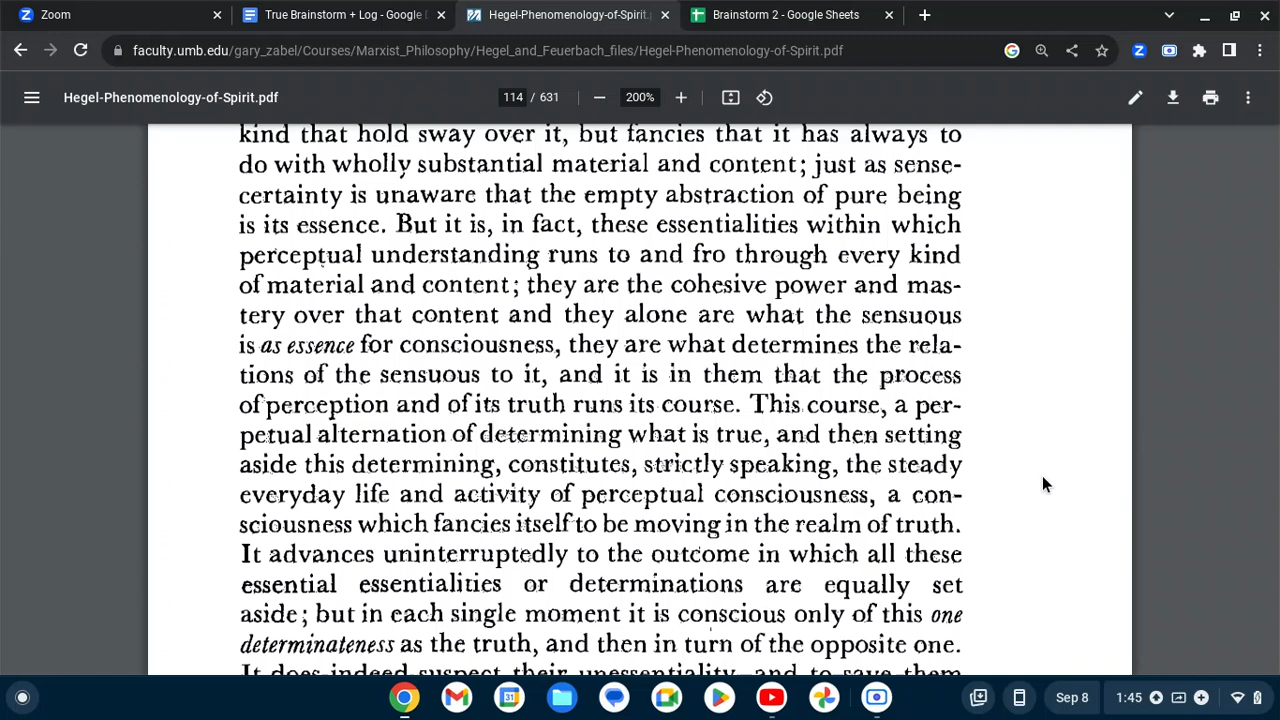 Zoom
True Brainstorm + Log - Google D
Hegel-Phenomenology-of-Spirit.p
Brainstorm 2 - Google Sheets
faculty.umb.edu/gary_zabel/Courses/Marxist_Philosophy/Hegel_and_Feuerbach_files/Hegel-Phenomenology-of-Spirit.pdf
Hegel-Phenomenology-of-Spirit.pdf
114 / 631
200%
kind that hold sway over it, but fancies that it has always to
do with wholly substantial material and content; just as sense-
certainty is unaware that the empty abstraction of pure being
is its essence. But it is, in fact, these essentialities within which
perceptual understanding runs to and fro through every kind
of material and content; they are the cohesive power and mas-
tery over that content and they alone are what the sensuous
is as essence for consciousness, they are what determines the rela-
tions of the sensuous to it, and it is in them that the process
of perception and of its truth runs its course. This course, a per-
petual alternation of determining what is true, and then setting
aside this determining, constitutes, strictly speaking, the steady
everyday life and activity of perceptual consciousness, a con-
sciousness which fancies itself to be moving in the realm of truth.
It advances uninterruptedly to the outcome in which all these
essential essentialities or determinations are equally set
aside; but in each single moment it is conscious only of this one
determinateness as the truth, and then in turn of the opposite one.
It does indeed suspect their unessentiality, and to save them
Sep 8
1:45